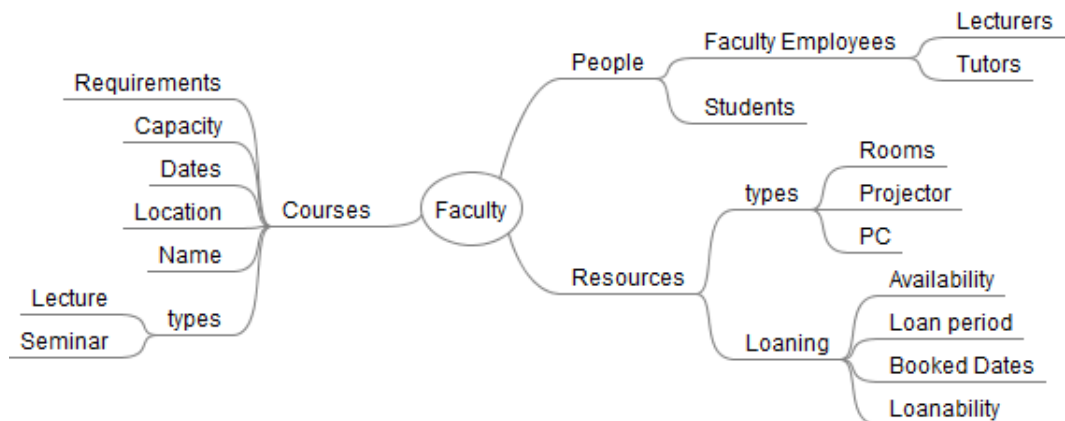 Faculty
People
Faculty Employees
Lecturers
Tutors
Students
Resources
types
Rooms
Projector
PC
Loaning
Availability
Loan period
Booked Dates
Loanability
Courses
Requirements
Capacity
Dates
Location
Name
types
Lecture
Seminar